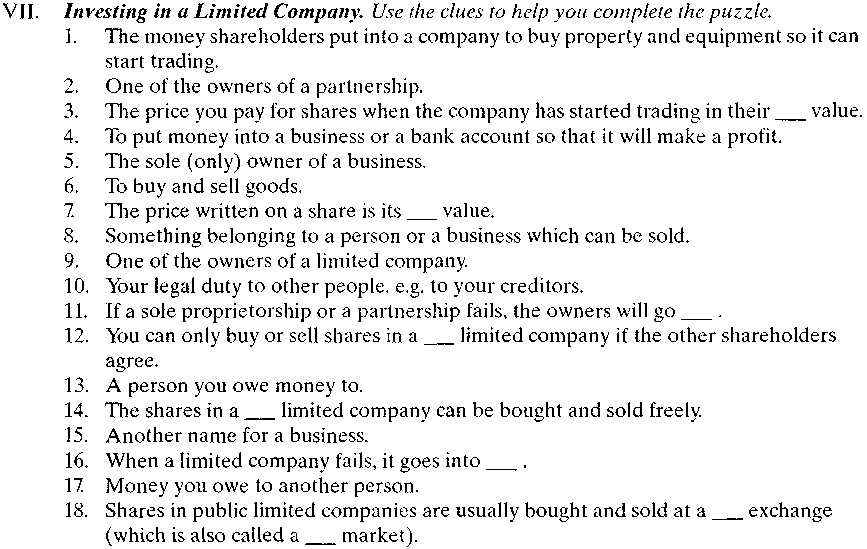 VII. Investing in a Limited Company. Use the clues to help you complete the puzzle.
1. The money shareholders put into a company to buy property and equipment so it can
start trading.
2. One of the owners of a partnership.
3. The price you pay for shares when the company has started trading in their __ value.
4. To put money into a business or a bank account so that it will make a profit.
5. The sole (only) owner of a business.
6. To buy and sell goods.
7. The price written on a share is its __ value.
8. Something belonging to a person or a business which can be sold.
9. One of the owners of a limited company.
10. Your legal duty to other people. e.g. to your creditors.
11. If a sole proprietorship or a partnership fails, the owners will go __ .
12. You can only buy or sell shares in a __ limited company if the other shareholders
agree.
13. A person you owe money to.
14. The shares in a __ limited company can be bought and sold freely.
15. Another name for a business.
16. When a limited company fails, it goes into __ .
17. Money you owe to another person.
18. Shares in public limited companies are usually bought and sold at a __ exchange
(which is also called a __ market).